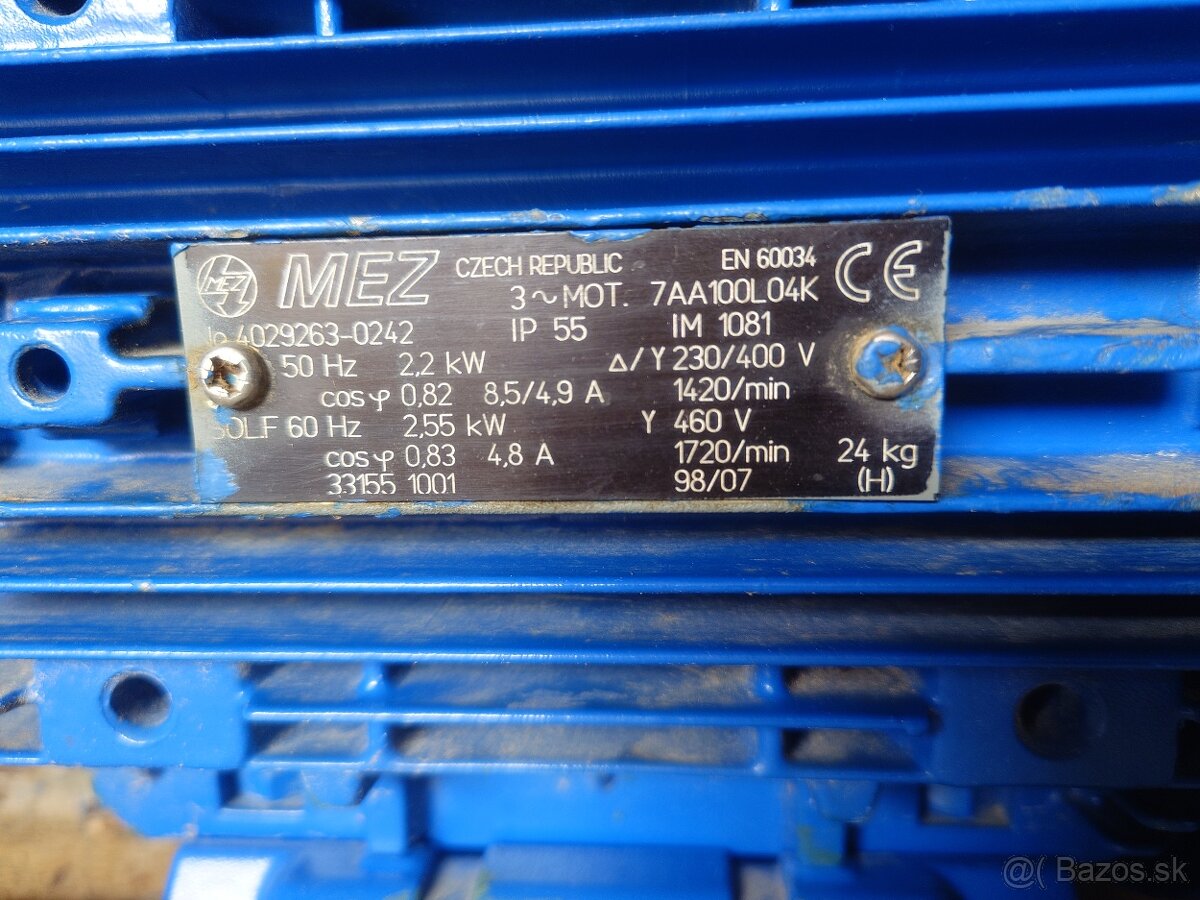 MEZ MEZ CZECH REPUBLIC EN 60034 CE
3~MOT. 7AA100L04K
4029263-0242 IP 55 IM 1081
50 Hz 2,2 kW Δ/Y 230/400 V
cos φ 0,82 8,5/4,9 A 1420/min
60 Hz 2,55 kW Y 460 V
cos φ 0,83 4,8 A 1720/min 24 kg
33155 1001 98/07 (H)
@( Bazos.sk